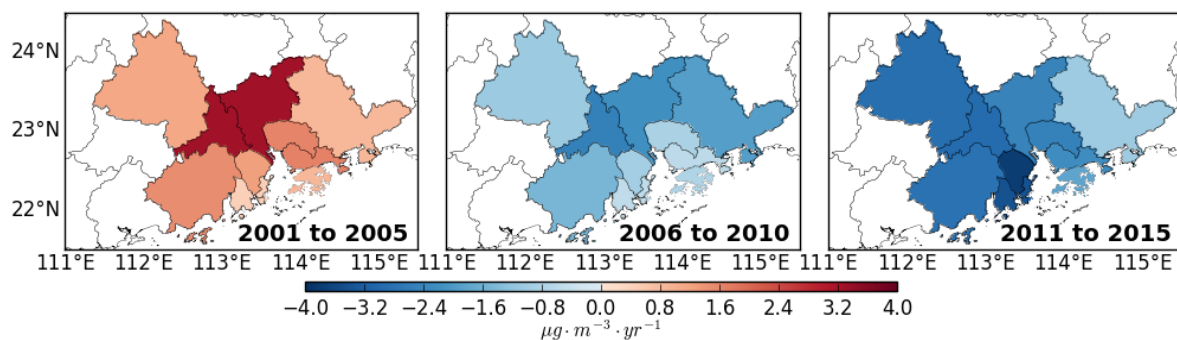 24°N
23°N
22°N
2001 to 2005
2006 to 2010
2011 to 2015
111°E 112°E 113°E 114°E 115°E 111°E 112°E 113°E 114°E 115°E 111°E 112°E 113°E 114°E 115°E
−4.0 −3.2 −2.4 −1.6 −0.8 0.0 0.8 1.6 2.4 3.2 4.0
μg · m⁻³ · yr⁻¹